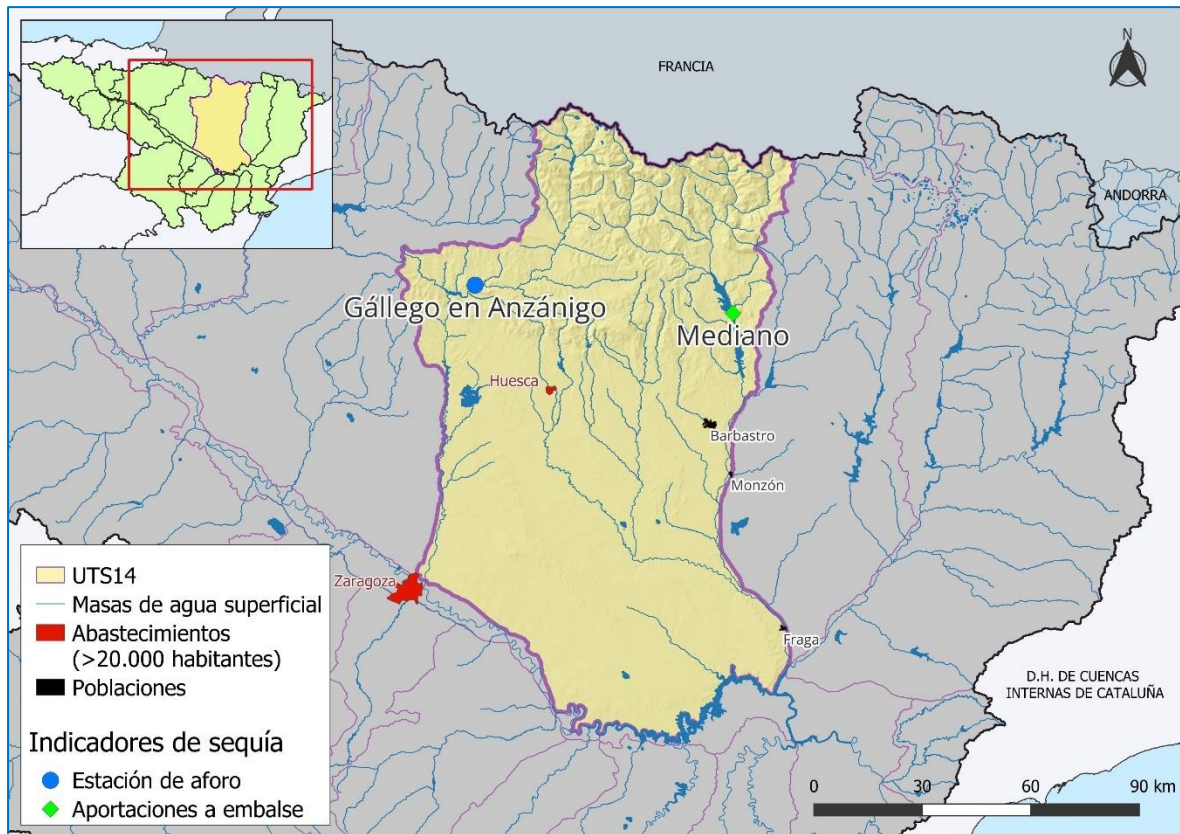 N
FRANCIA
ANDORRA
Gállego en Anzánigo
Mediano
Huesca
Barbastro
Monzón
Zaragoza
Fraga
D.H. DE CUENCAS
INTERNAS DE CATALUÑA
UTS14
Masas de agua superficial
Abastecimientos
(>20.000 habitantes)
Poblaciones
Indicadores de sequía
Estación de aforo
Aportaciones a embalse
0 30 60 90 km